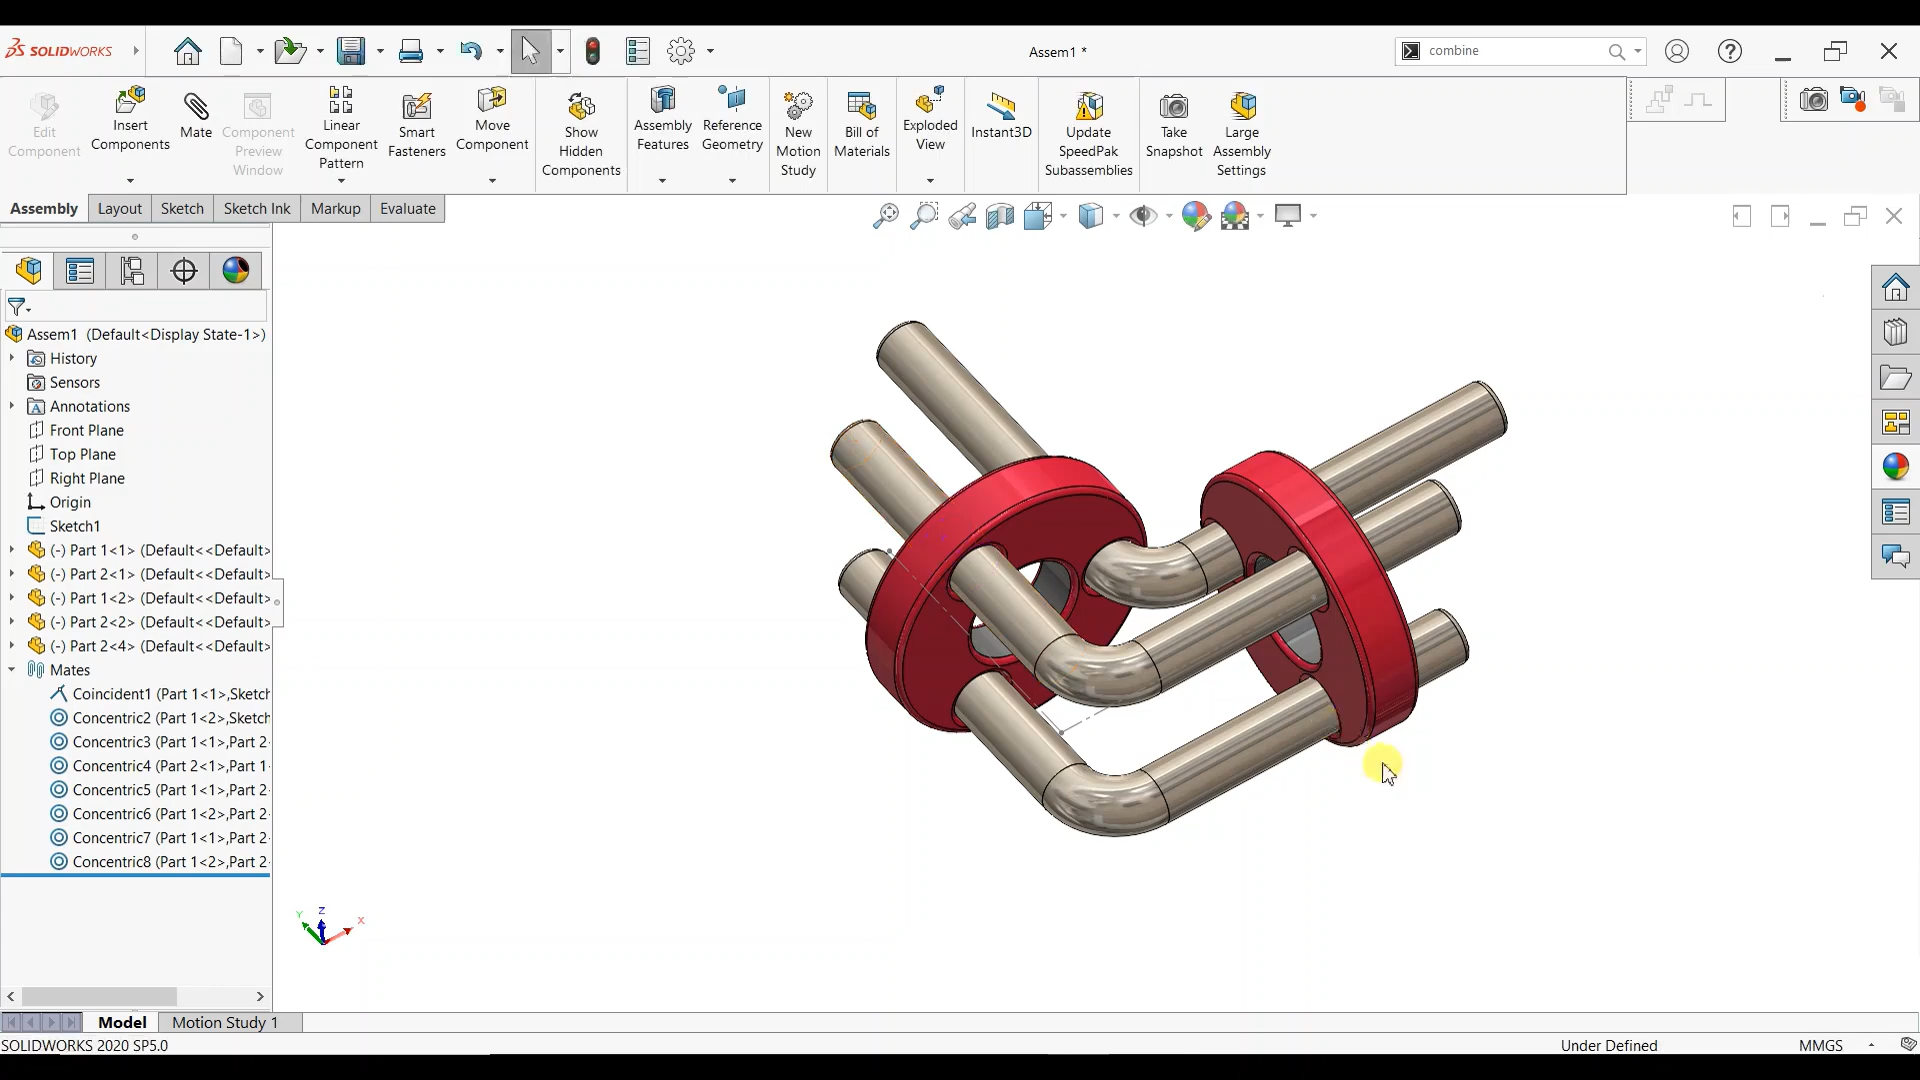 SOLIDWORKS
Assem1 *
combine
Edit Component
Insert Components
Mate
Component Preview Window
Linear Component Pattern
Smart Fasteners
Move Component
Show Hidden Components
Assembly Features
Reference Geometry
New Motion Study
Bill of Materials
Exploded View
Instant3D
Update SpeedPak Subassemblies
Take Snapshot
Large Assembly Settings
Assembly
Layout
Sketch
Sketch Ink
Markup
Evaluate
Assem1 (Default<Display State-1>)
History
Sensors
Annotations
Front Plane
Top Plane
Right Plane
Origin
Sketch1
(-) Part 1<1> (Default<<Default>
(-) Part 2<1> (Default<<Default>
(-) Part 1<2> (Default<<Default>
(-) Part 2<2> (Default<<Default>
(-) Part 2<4> (Default<<Default>
Mates
Coincident1 (Part 1<1>,Sketch
Concentric2 (Part 1<2>,Sketch
Concentric3 (Part 1<1>,Part 2
Concentric4 (Part 2<1>,Part 1
Concentric5 (Part 1<1>,Part 2
Concentric6 (Part 1<2>,Part 2
Concentric7 (Part 1<1>,Part 2
Concentric8 (Part 1<2>,Part 2
Y Z X
Model
Motion Study 1
SOLIDWORKS 2020 SP5.0
Under Defined
MMGS